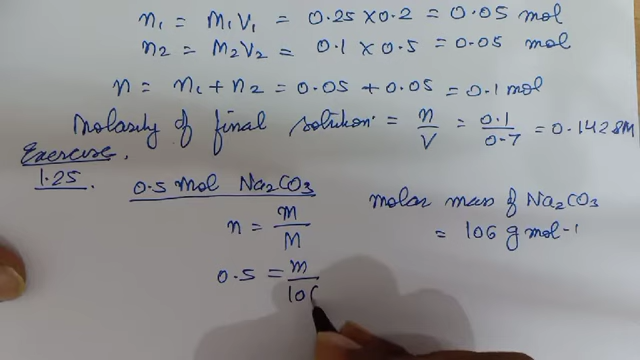 n1 = M1V1 = 0.25 × 0.2 = 0.05 mol
n2 = M2V2 = 0.1 × 0.5 = 0.05 mol
n = n1 + n2 = 0.05 + 0.05 = 0.1 mol
Molarity of final solution = n/V = 0.1/0.7 = 0.1428M
Exercise.
1.25. 0.5 mol Na2CO3
n = m/M
molar mass of Na2CO3
= 106 g mol-1
0.5 = m/106